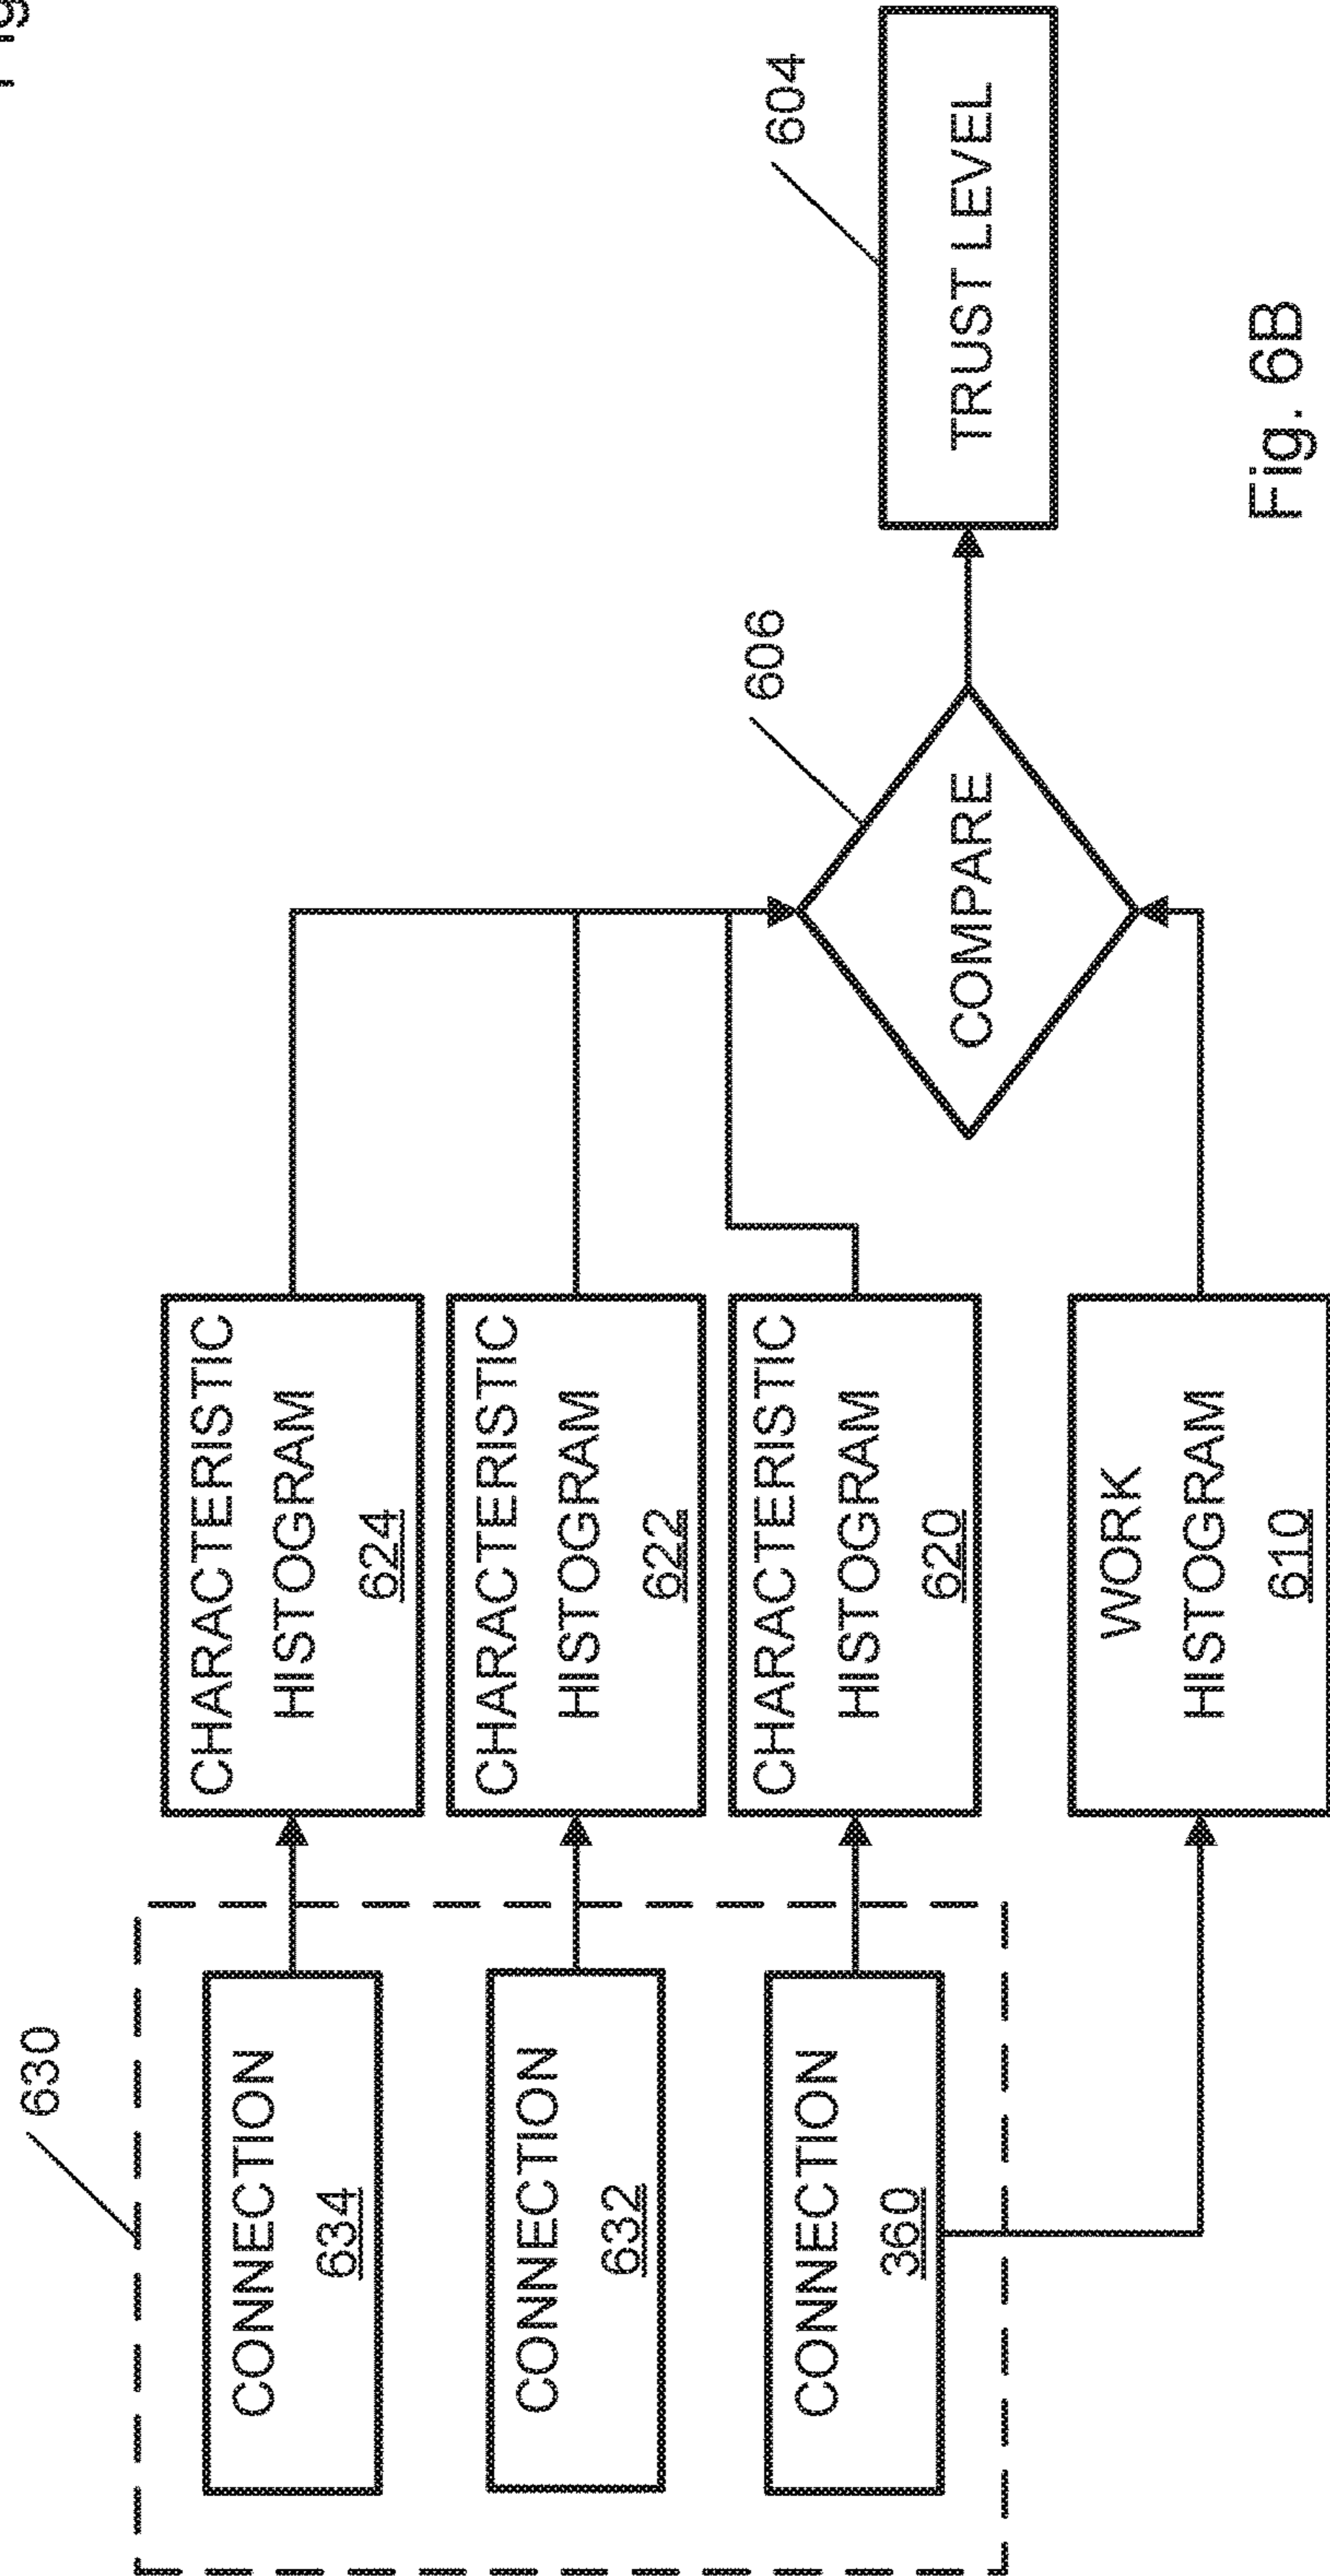 630
CONNECTION
634
CHARACTERISTIC
HISTOGRAM
624
CONNECTION
632
CHARACTERISTIC
HISTOGRAM
622
CONNECTION
360
CHARACTERISTIC
HISTOGRAM
620
WORK
HISTOGRAM
610
COMPARE
606
TRUST LEVEL
604
Fig. 6B